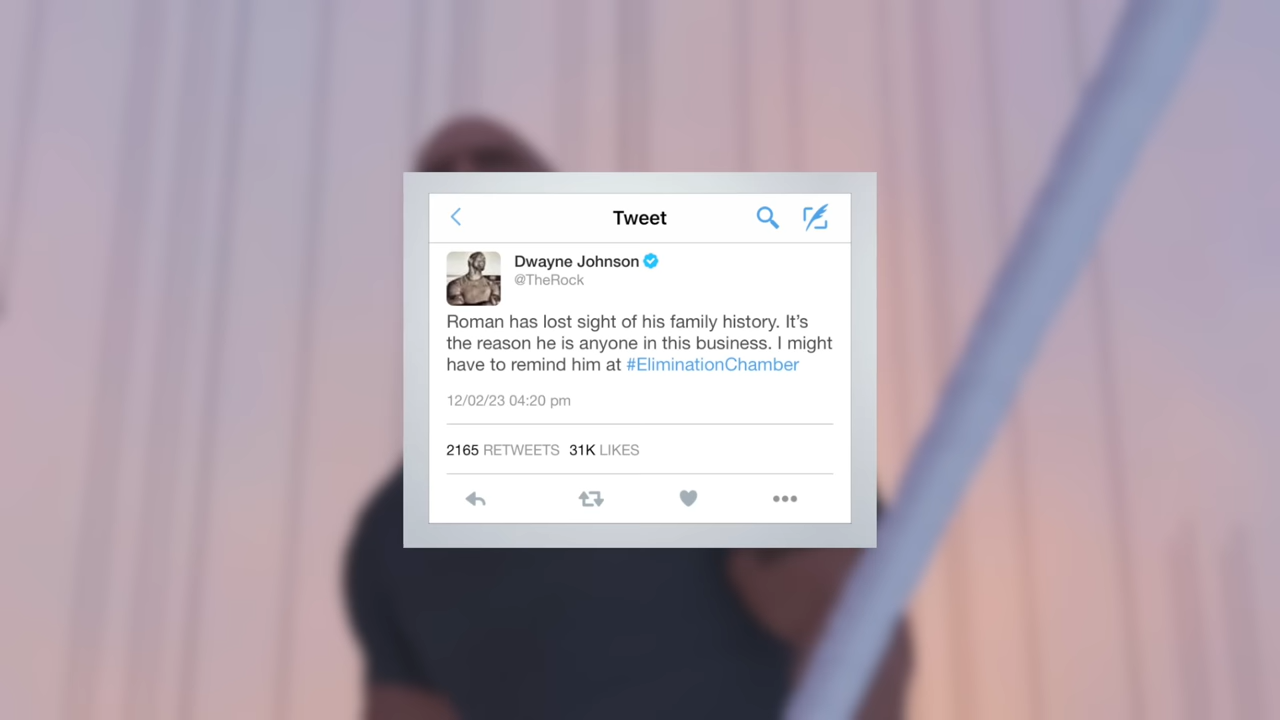 Tweet
Dwayne Johnson
@TheRock
Roman has lost sight of his family history. It’s
the reason he is anyone in this business. I might
have to remind him at #EliminationChamber
12/02/23 04:20 pm
2165 RETWEETS 31K LIKES